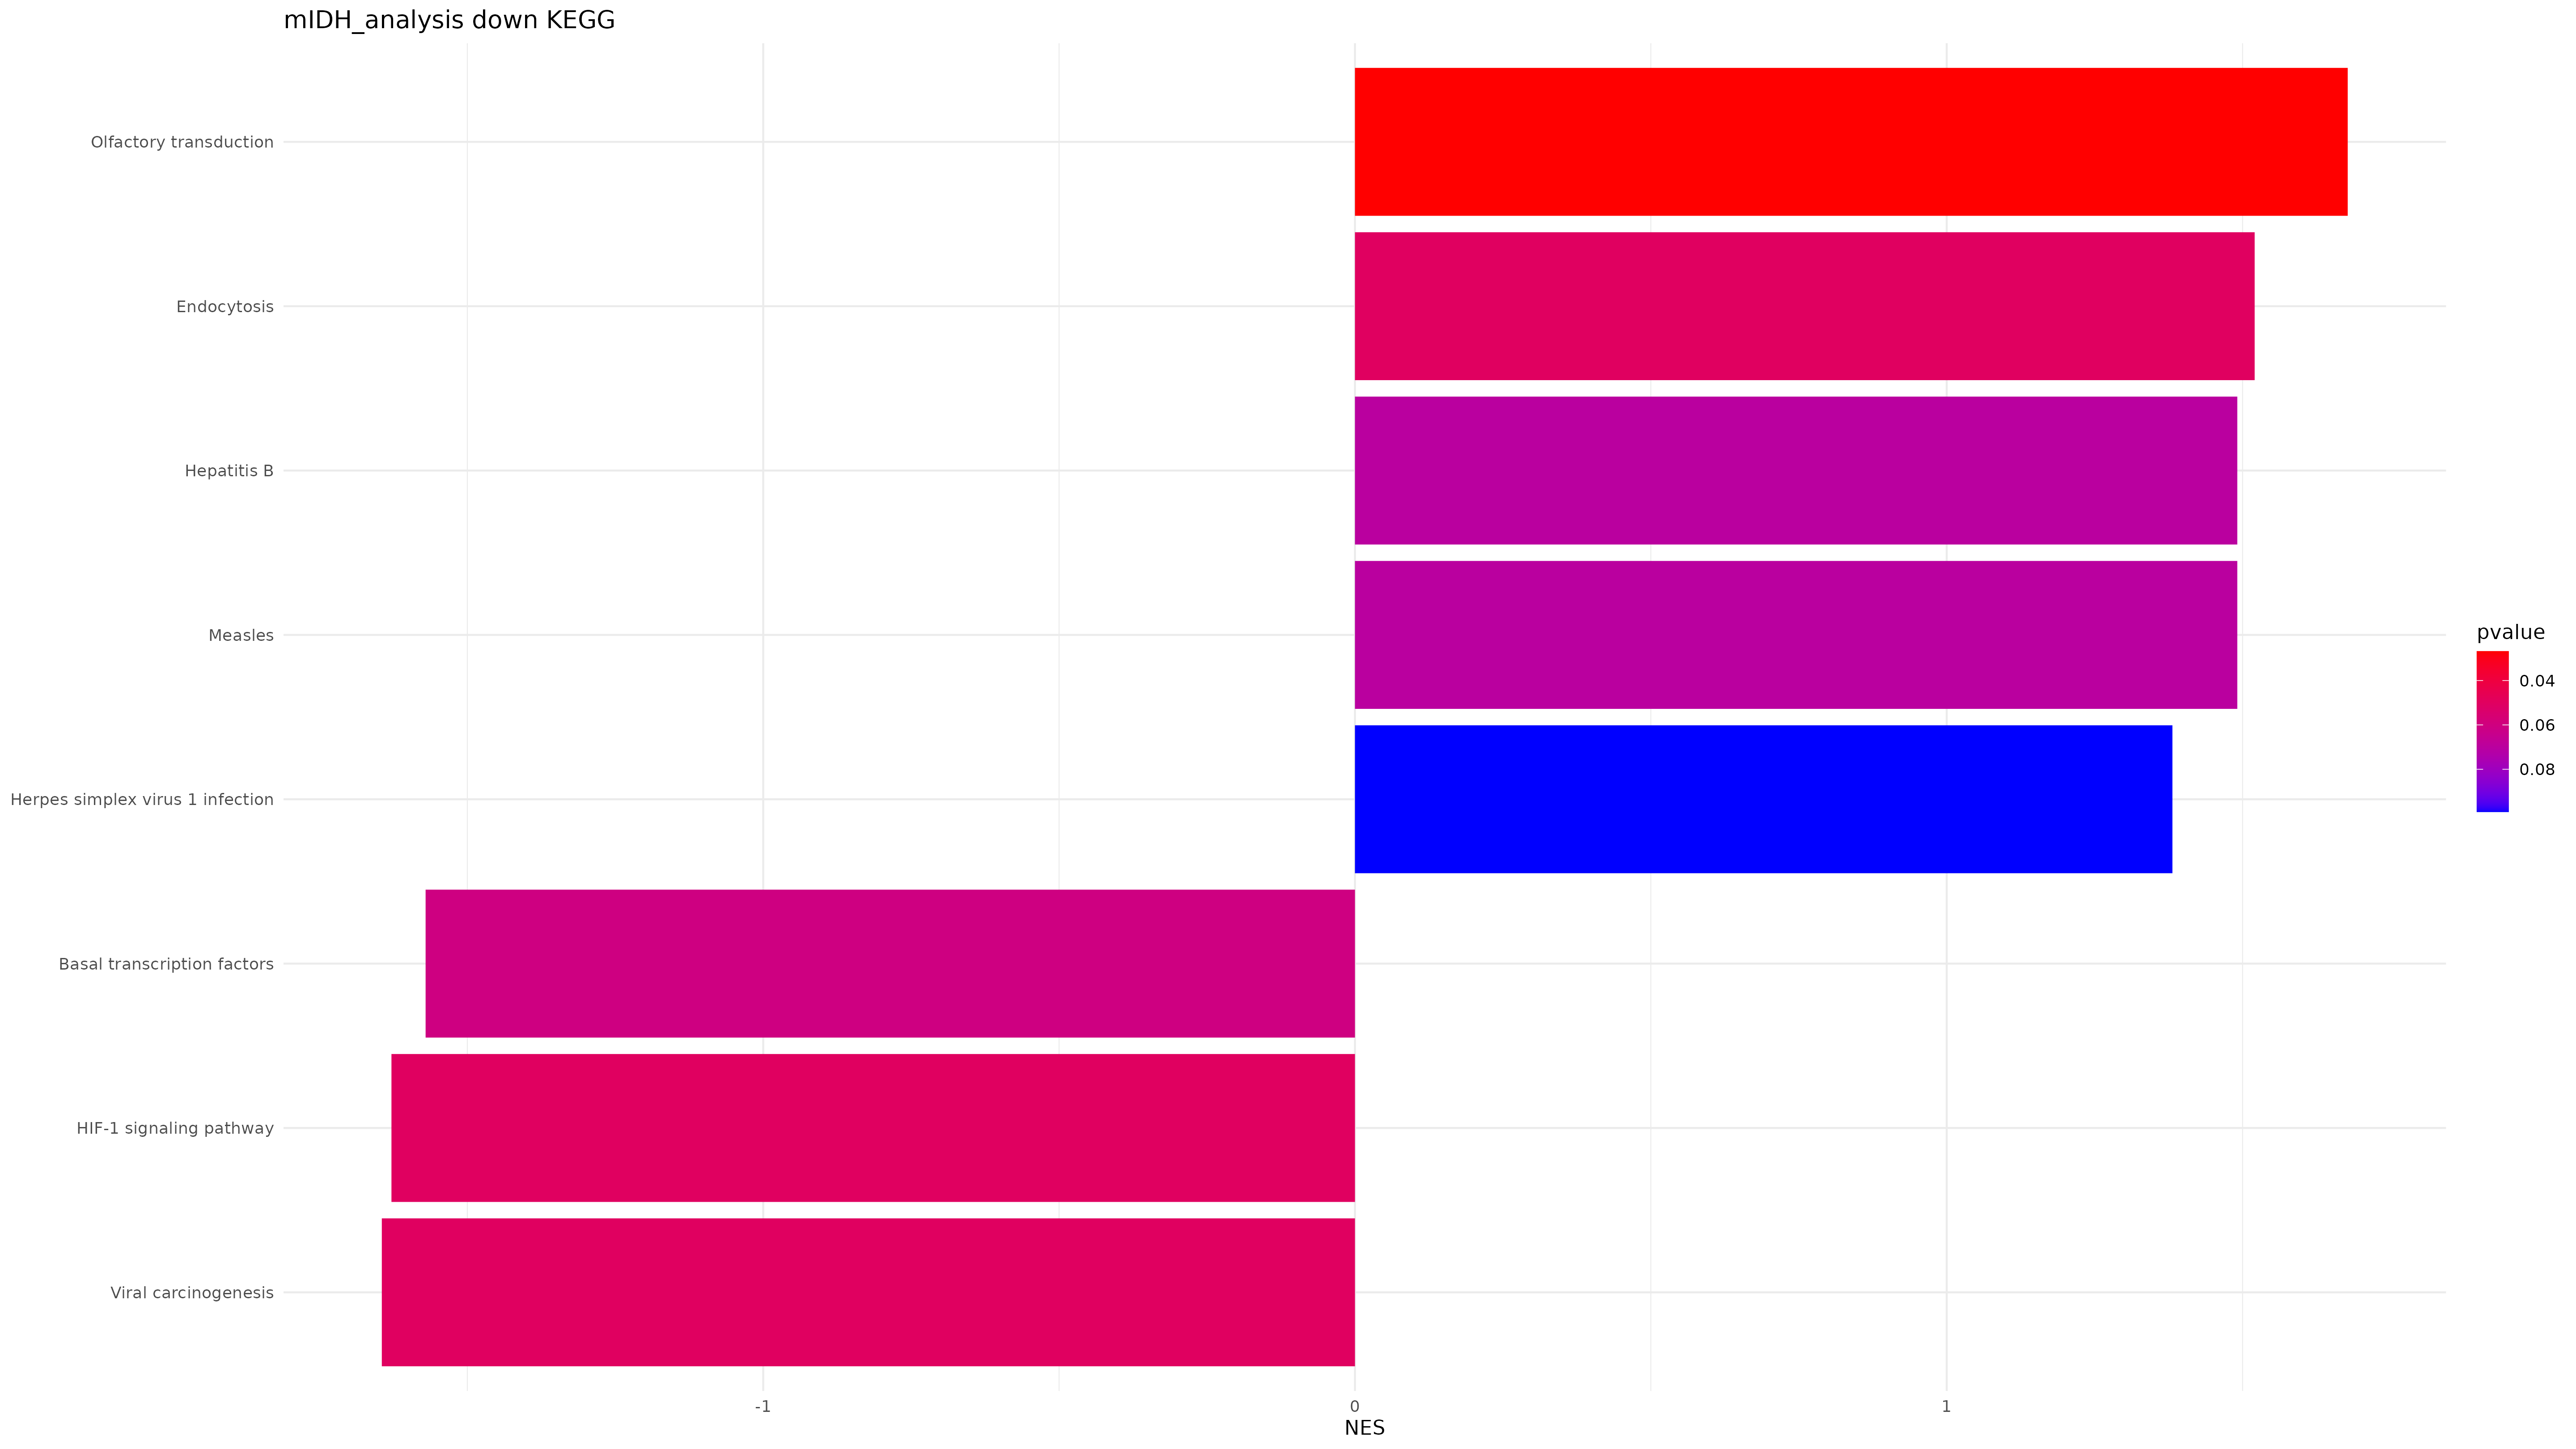 mIDH_analysis down KEGG
Olfactory transduction
Endocytosis
Hepatitis B
Measles
Herpes simplex virus 1 infection
Basal transcription factors
HIF-1 signaling pathway
Viral carcinogenesis
-1 0 1
NES
pvalue
0.04
0.06
0.08